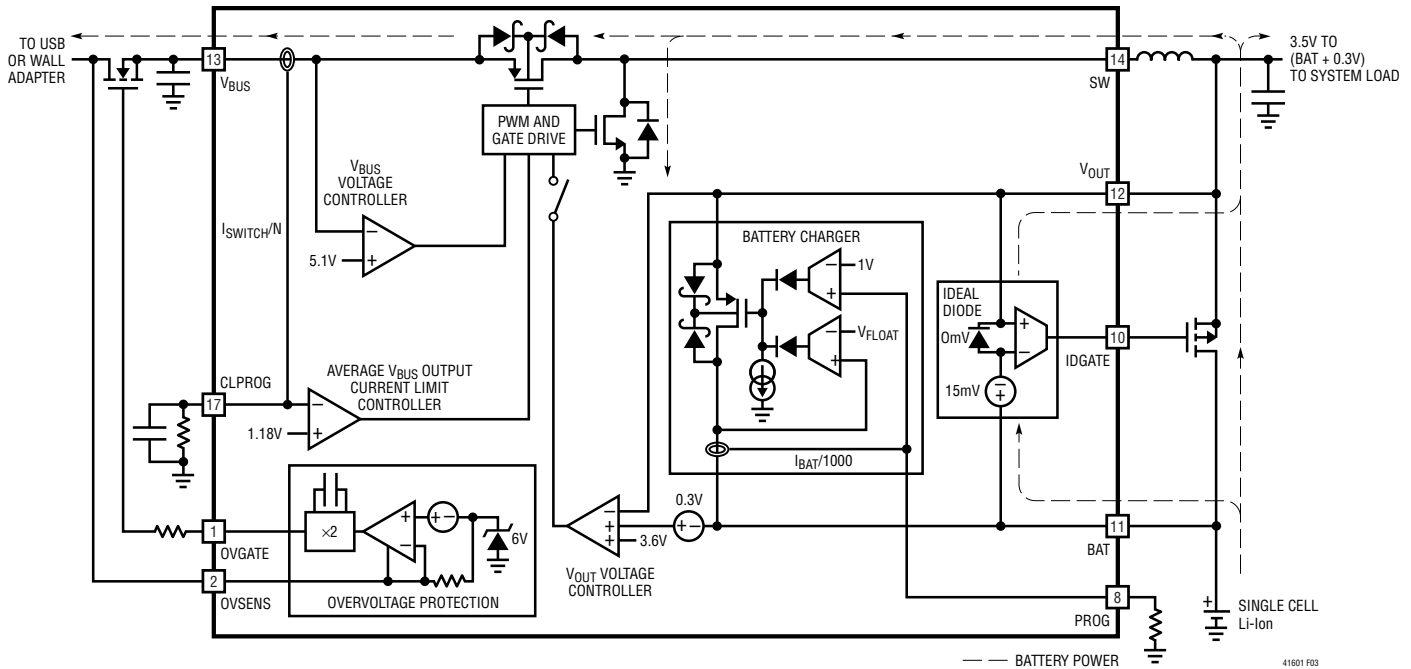 TO USB
OR WALL
ADAPTER
13
VBUS
14
SW
3.5V TO
(BAT + 0.3V)
TO SYSTEM LOAD
PWM AND
GATE DRIVE
VBUS
VOLTAGE
CONTROLLER
ISWITCH/N
5.1V
−
+
VOUT
12
BATTERY CHARGER
−
1V
+
−
VFLOAT
+
IBAT/1000
IDEAL
DIODE
0mV
+
−
15mV
−
+
10
IDGATE
CLPROG
17
AVERAGE VBUS OUTPUT
CURRENT LIMIT
CONTROLLER
−
1.18V
+
×2
+
−
+ −
6V
1
OVGATE
2
OVSENS
OVERVOLTAGE PROTECTION
−
+
+
3.6V
0.3V
+ −
VOUT VOLTAGE
CONTROLLER
11
BAT
8
PROG
+
SINGLE CELL
Li-Ion
BATTERY POWER
41601 F03